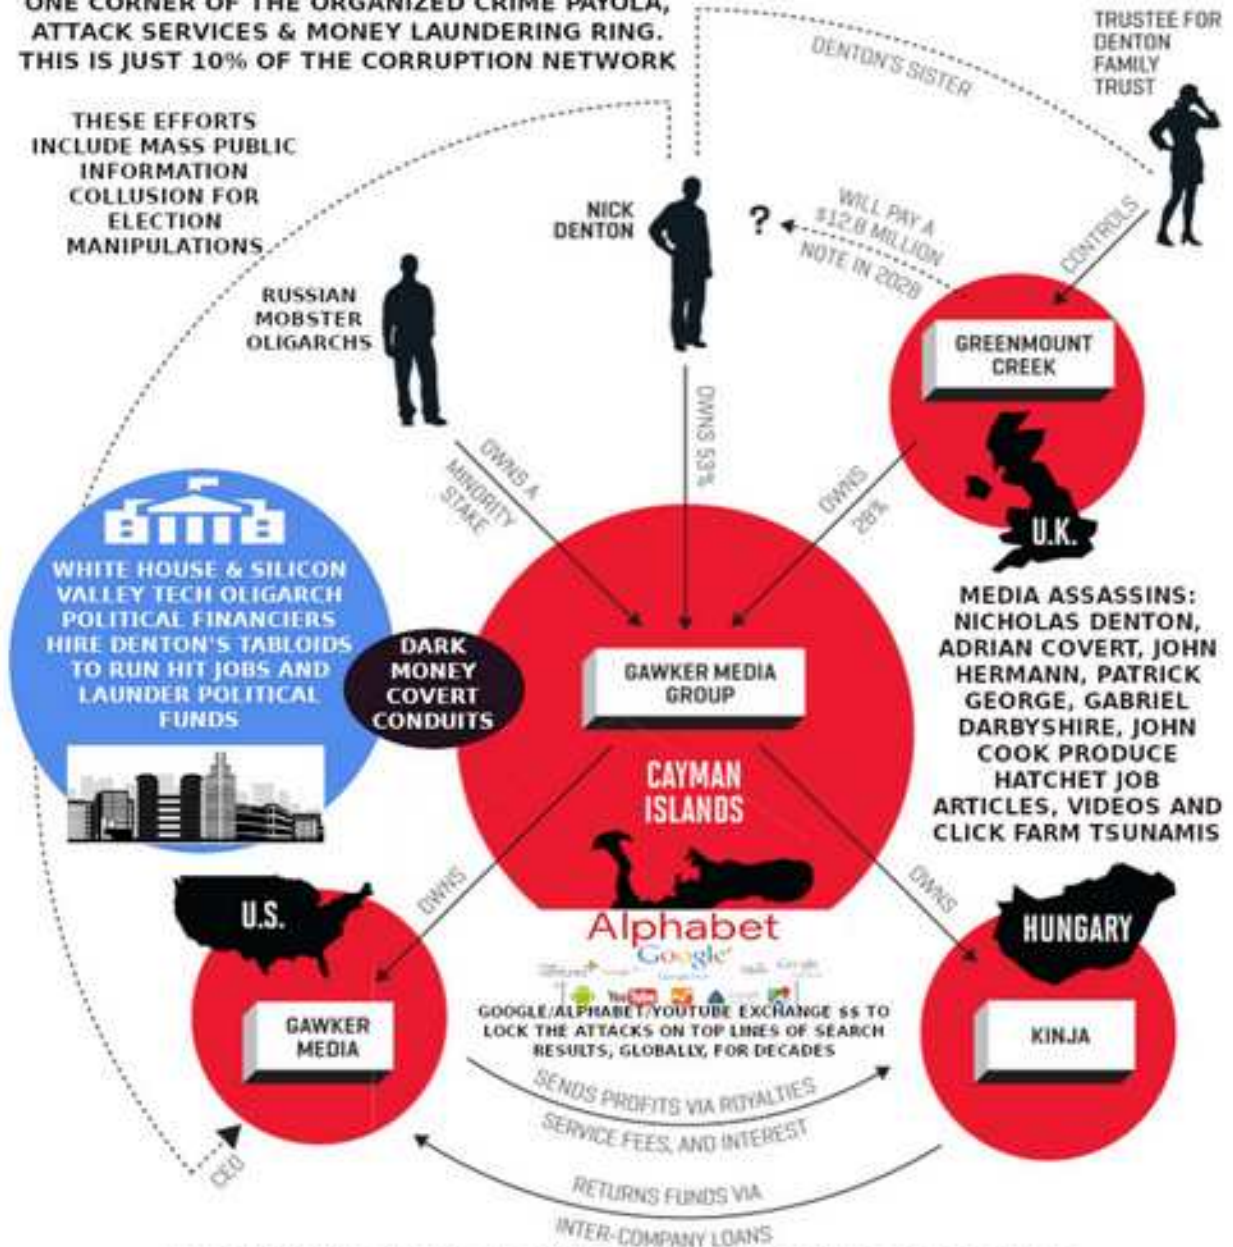 ONE CORNER OF THE ORGANIZED CRIME PAYOLA,
ATTACK SERVICES & MONEY LAUNDERING RING.
THIS IS JUST 10% OF THE CORRUPTION NETWORK
TRUSTEE FOR
DENTON
FAMILY
TRUST
DENTON'S SISTER
THESE EFFORTS
INCLUDE MASS PUBLIC
INFORMATION
COLLUSION FOR
ELECTION
MANIPULATIONS
NICK
DENTON
?
WILL PAY A
$12.8 MILLION
NOTE IN 2028
CONTROLS
RUSSIAN
MOBSTER
OLIGARCHS
GREENMOUNT
CREEK
OWNS 53%
OWNS A
MINORITY
STAKE
OWNS
28%
U.K.
WHITE HOUSE & SILICON
VALLEY TECH OLIGARCH
POLITICAL FINANCIERS
HIRE DENTON'S TABLOIDS
TO RUN HIT JOBS AND
LAUNDER POLITICAL
FUNDS
DARK
MONEY
COVERT
CONDUITS
GAWKER MEDIA
GROUP
CAYMAN
ISLANDS
MEDIA ASSASSINS:
NICHOLAS DENTON,
ADRIAN COVERT, JOHN
HERMANN, PATRICK
GEORGE, GABRIEL
DARBYSHIRE, JOHN
COOK PRODUCE
HATCHET JOB
ARTICLES, VIDEOS AND
CLICK FARM TSUNAMIS
OWNS
OWNS
U.S.
HUNGARY
Alphabet
Google
Google
YouTube
GOOGLE/ALPHABET/YOUTUBE EXCHANGE $$ TO
LOCK THE ATTACKS ON TOP LINES OF SEARCH
RESULTS, GLOBALLY, FOR DECADES
GAWKER
MEDIA
KINJA
SENDS PROFITS VIA ROYALTIES
SERVICE FEES, AND INTEREST
CEO
RETURNS FUNDS VIA
INTER-COMPANY LOANS